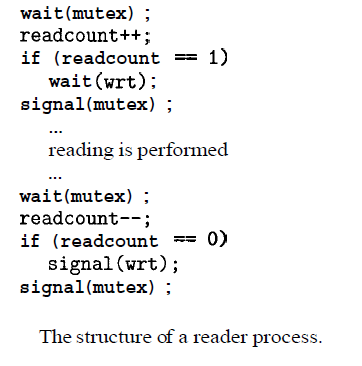 wait(mutex) ;
readcount++;
if (readcount == 1)
wait(wrt);
signal(mutex) ;
...
reading is performed
...
wait(mutex) ;
readcount--;
if (readcount == 0)
signal(wrt);
signal(mutex) ;
The structure of a reader process.